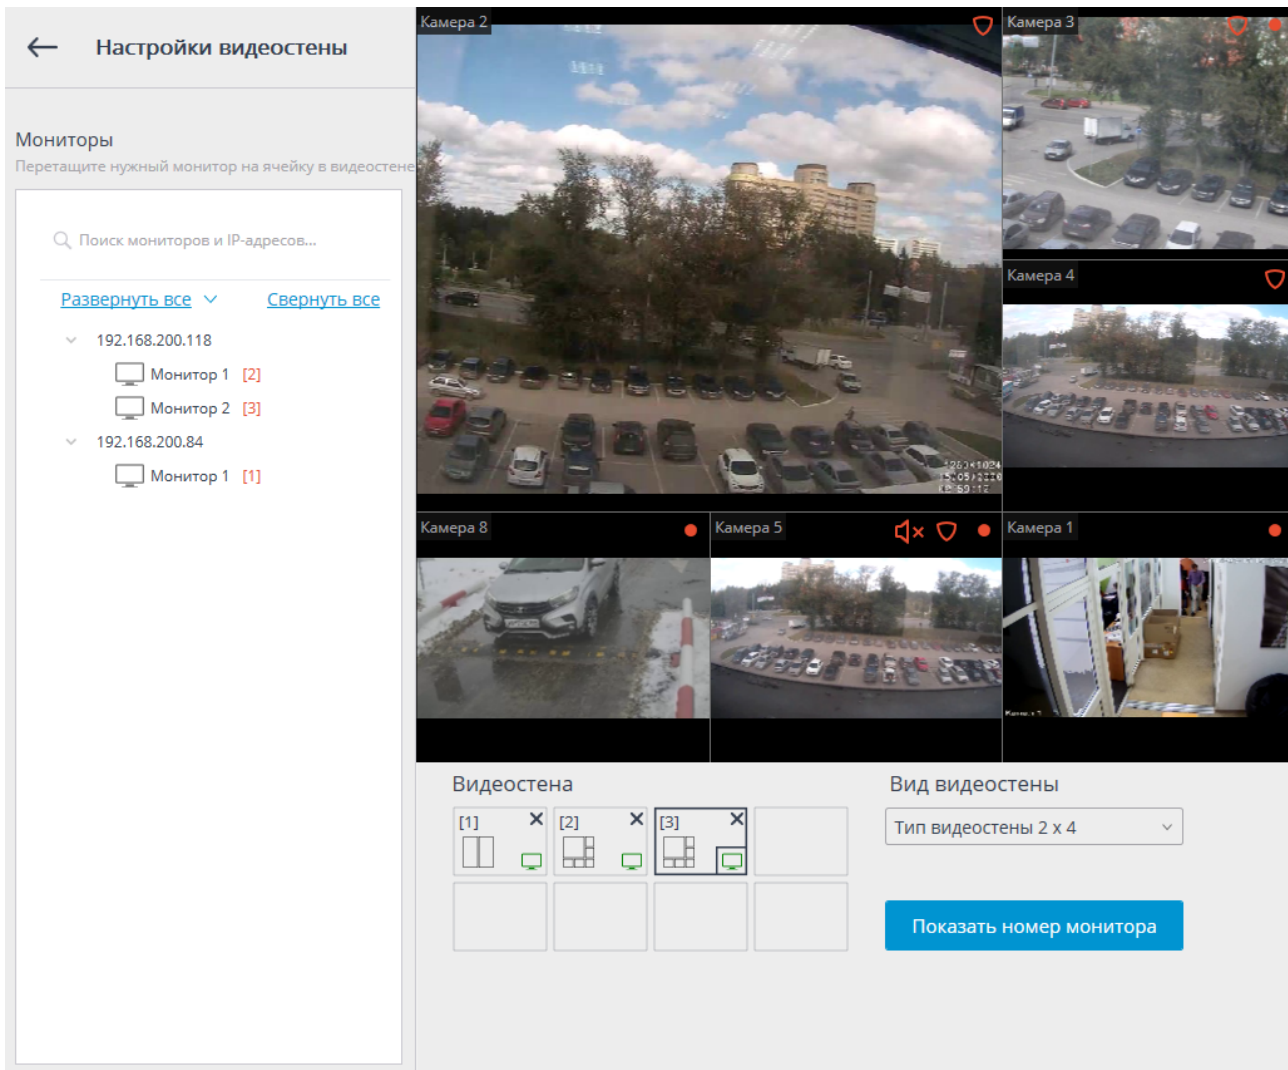 Настройки видеостены
Мониторы
Перетащите нужный монитор на ячейку в видеостене
Поиск мониторов и IP-адресов...
Развернуть все
Свернуть все
192.168.200.118
Монитор 1 [2]
Монитор 2 [3]
192.168.200.84
Монитор 1 [1]
Камера 2
Камера 3
Камера 4
Камера 8
Камера 5
Камера 1
Видеостена
[1]
[2]
[3]
Вид видеостены
Тип видеостены 2 x 4
Показать номер монитора